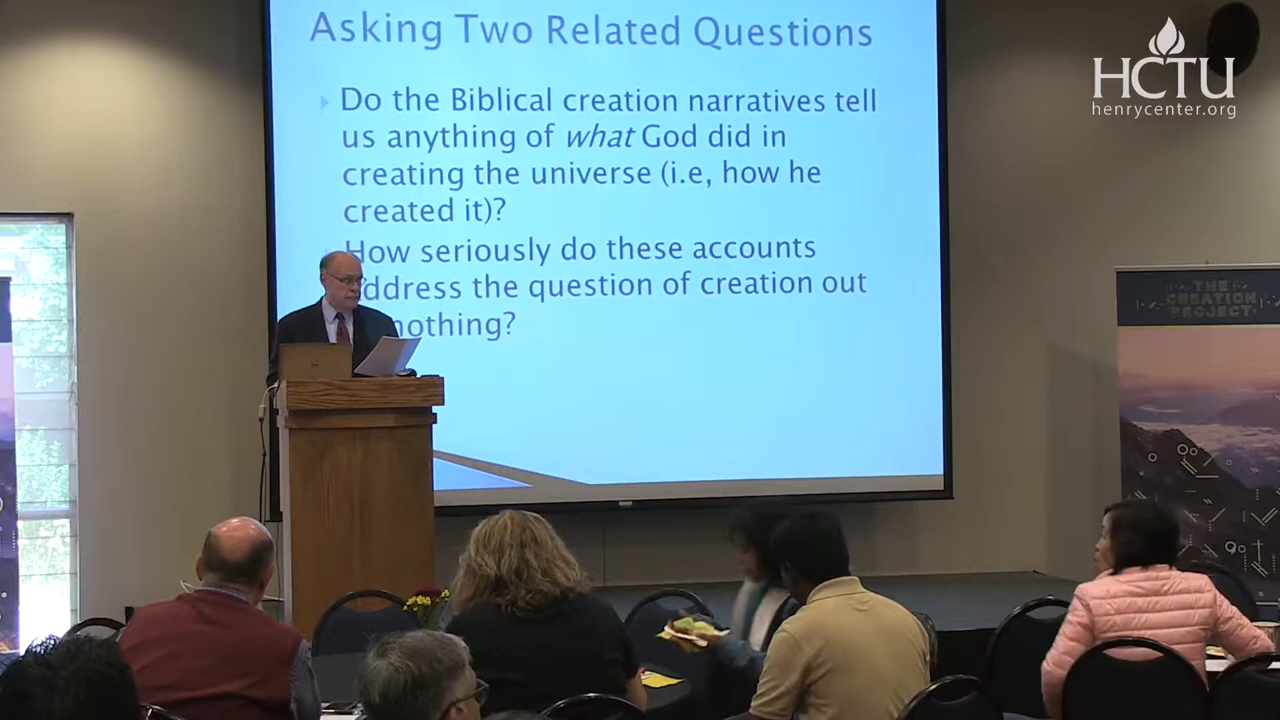 Asking Two Related Questions
Do the Biblical creation narratives tell
us anything of what God did in
creating the universe (i.e, how he
created it)?
How seriously do these accounts
ddress the question of creation out
nothing?
HCTU
henrycenter.org
THE
CREATION
PROJECT